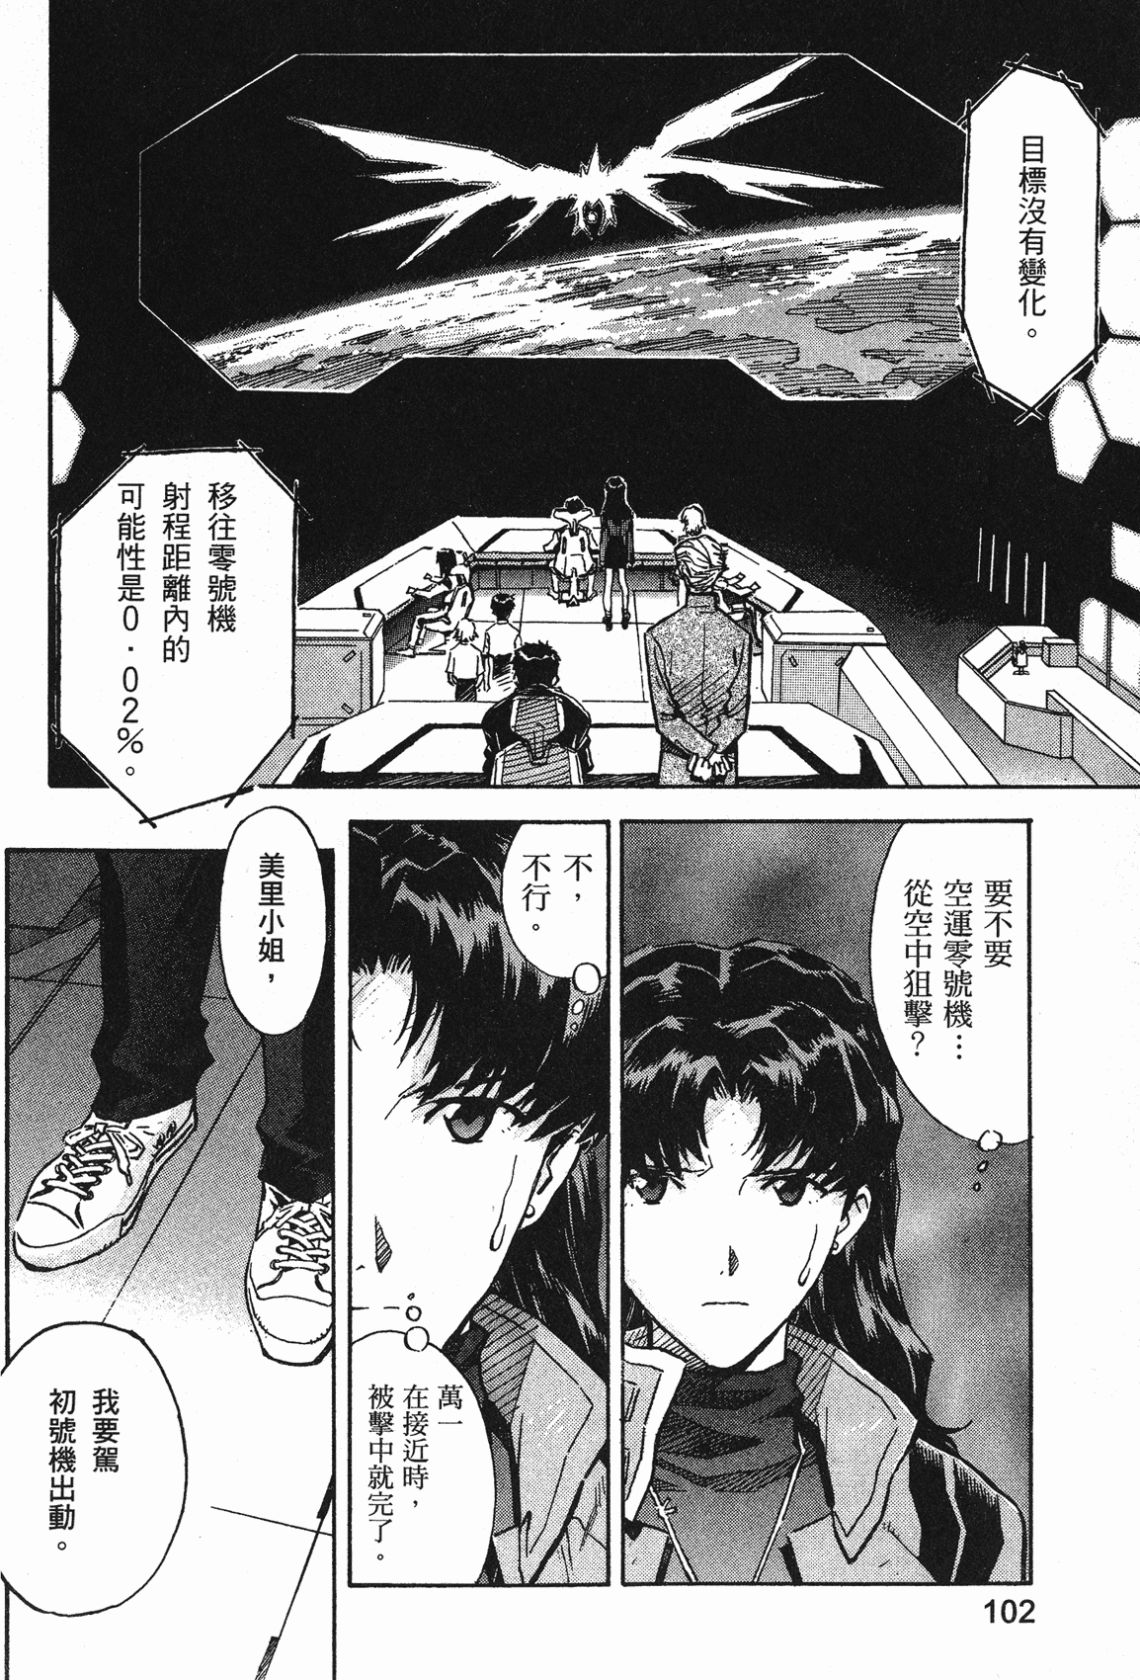 目標沒有變化。
移往零號機
射程距離內的
可能性是0.02%。
要不要
空運零號機…
從空中狙擊？
不，
不行。
萬一
在接近時，
被擊中就完了。
美里小姐，
我要駕
初號機出動。
102